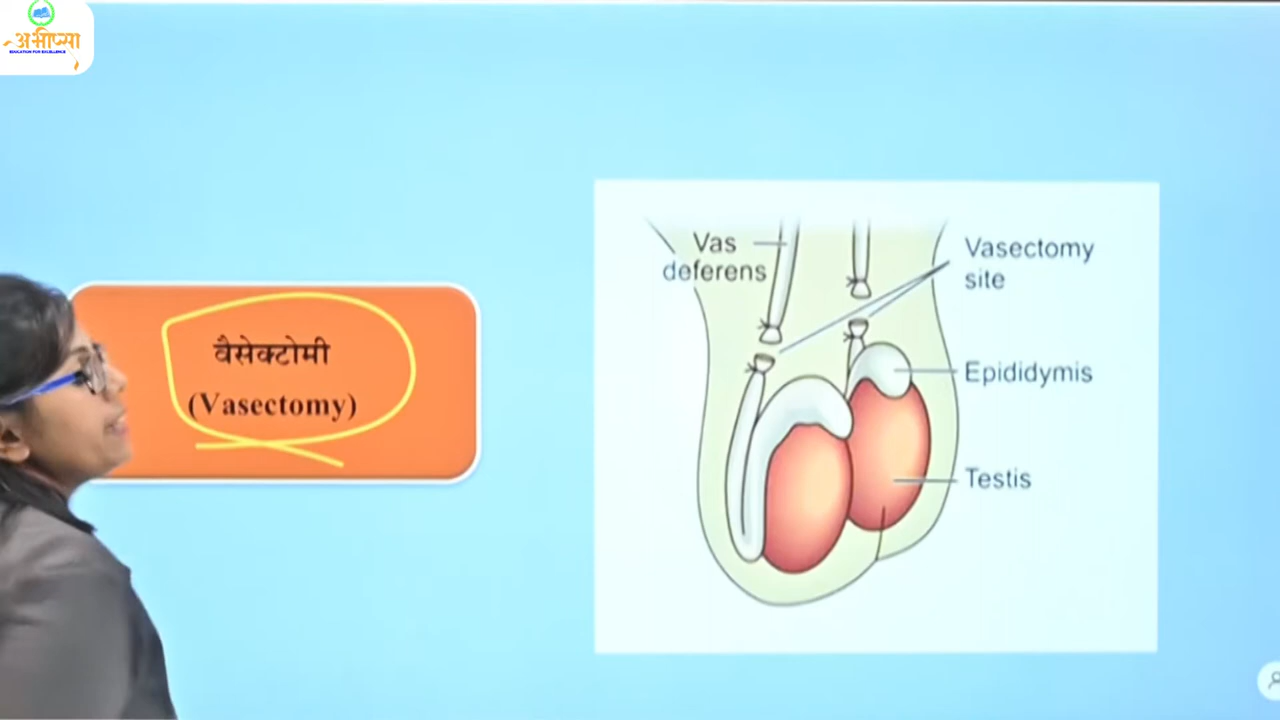 अभीप्सा
EDUCATION FOR EXCELLENCE
वैसेक्टोमी
(Vasectomy)
Vas
deferens
Vasectomy
site
Epididymis
Testis